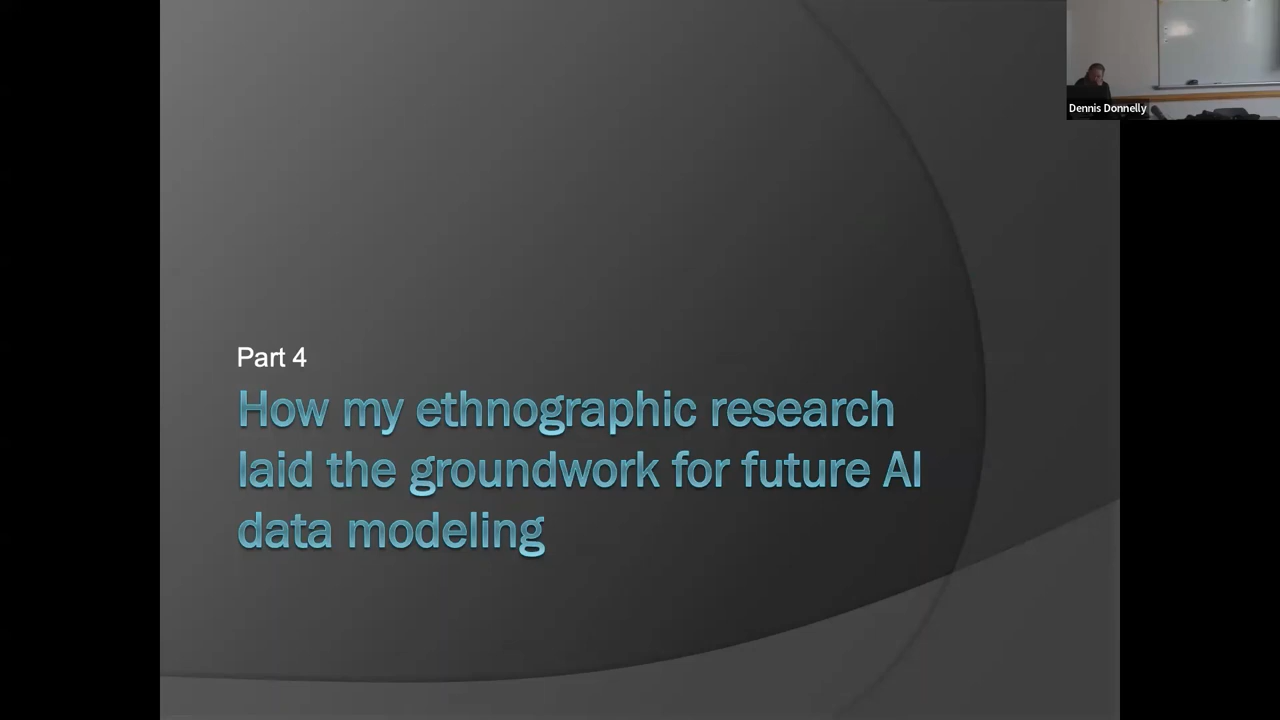 Dennis Donnelly
Part 4
How my ethnographic research
laid the groundwork for future AI
data modeling